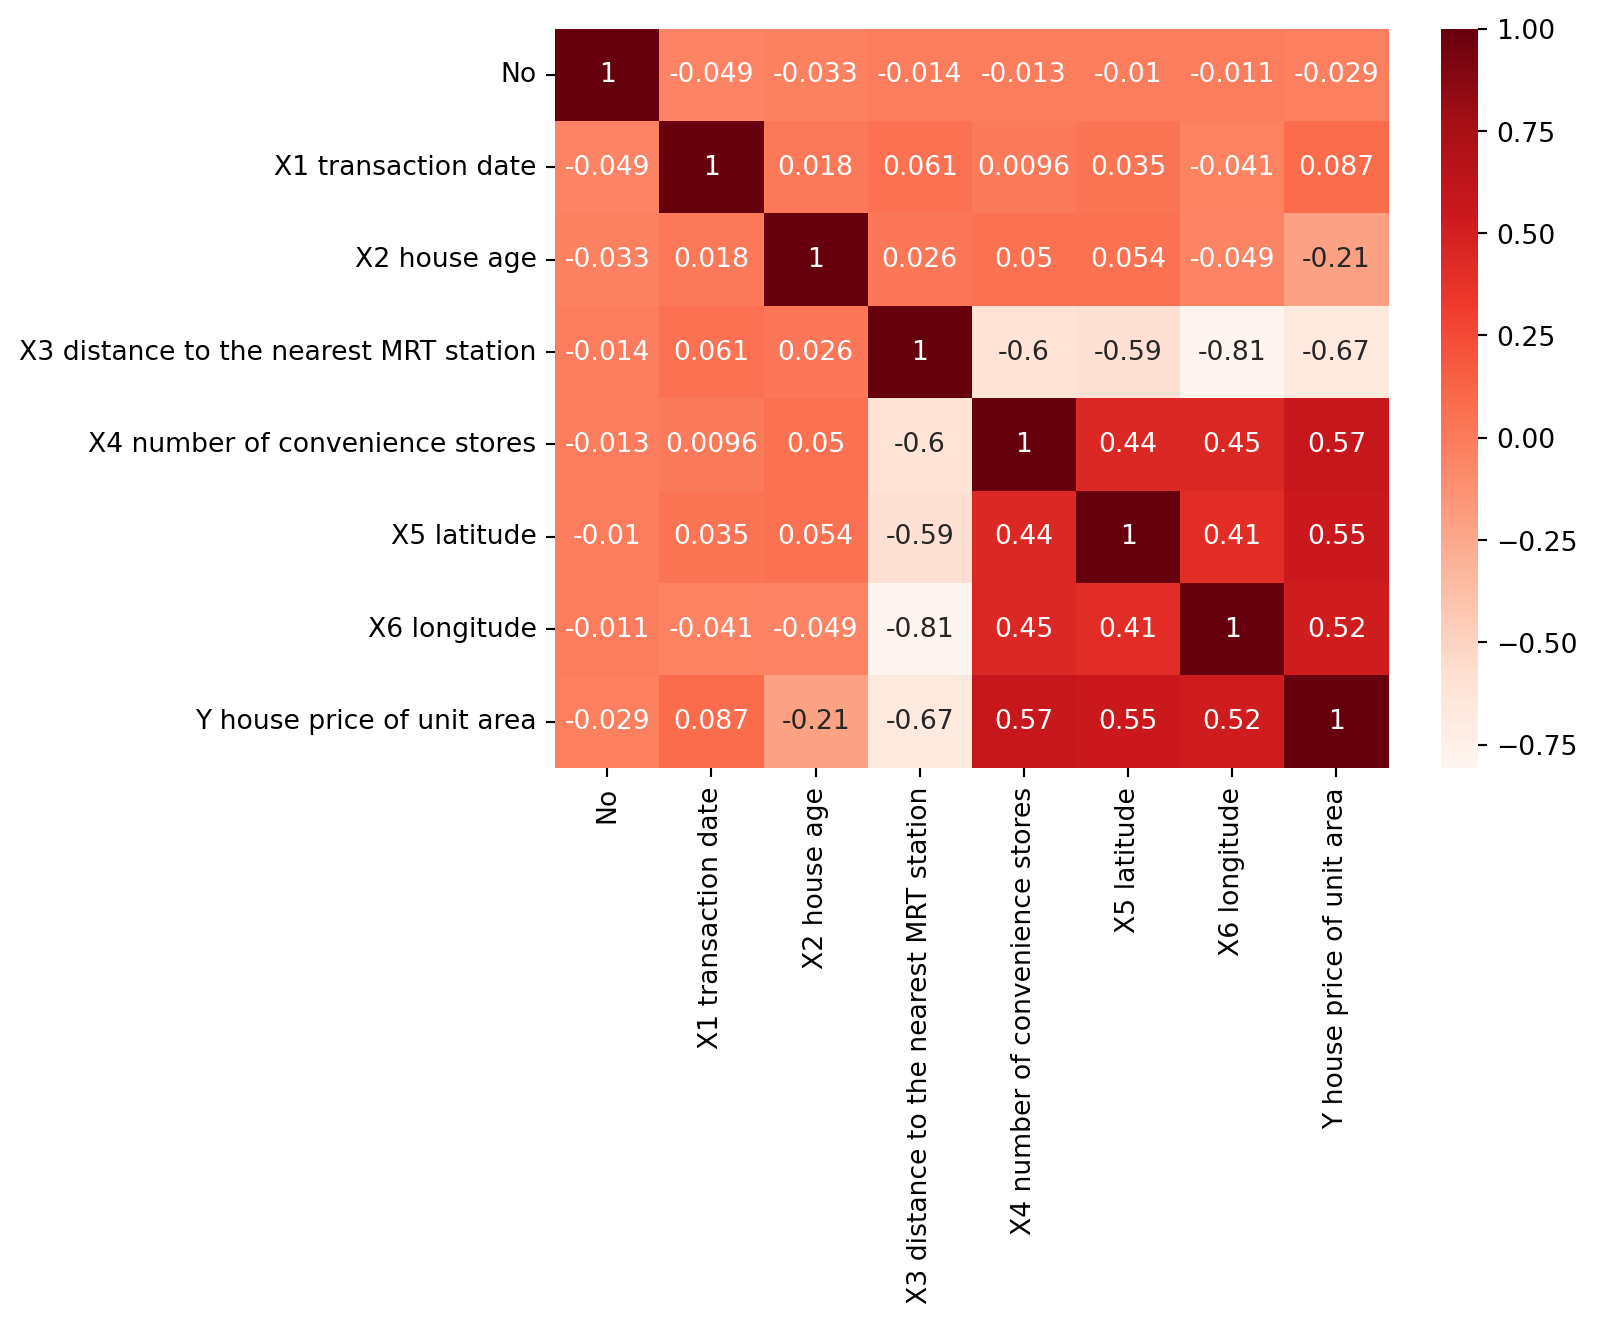 No 1 -0.049 -0.033 -0.014 -0.013 -0.01 -0.011 -0.029
X1 transaction date -0.049 1 0.018 0.061 0.0096 0.035 -0.041 0.087
X2 house age -0.033 0.018 1 0.026 0.05 0.054 -0.049 -0.21
X3 distance to the nearest MRT station -0.014 0.061 0.026 1 -0.6 -0.59 -0.81 -0.67
X4 number of convenience stores -0.013 0.0096 0.05 -0.6 1 0.44 0.45 0.57
X5 latitude -0.01 0.035 0.054 -0.59 0.44 1 0.41 0.55
X6 longitude -0.011 -0.041 -0.049 -0.81 0.45 0.41 1 0.52
Y house price of unit area -0.029 0.087 -0.21 -0.67 0.57 0.55 0.52 1
No
X1 transaction date
X2 house age
X3 distance to the nearest MRT station
X4 number of convenience stores
X5 latitude
X6 longitude
Y house price of unit area
1.00
0.75
0.50
0.25
0.00
−0.25
−0.50
−0.75